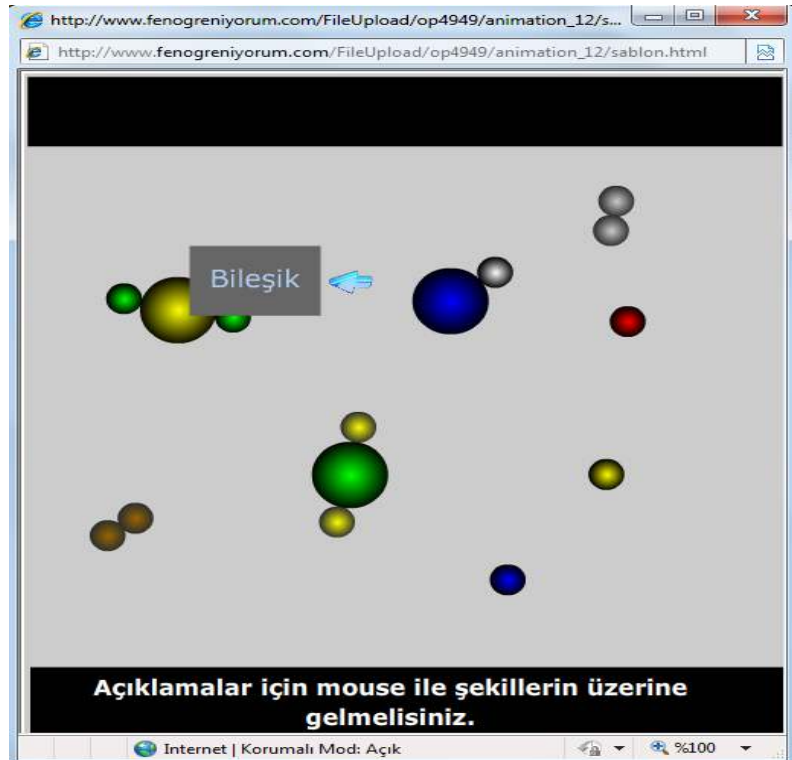 http://www.fenogreniyorum.com/FileUpload/op4949/animation_12/s...
http://www.fenogreniyorum.com/FileUpload/op4949/animation_12/sablon.html
Bileşik
Açıklamalar için mouse ile şekillerin üzerine
gelmelisiniz.
Internet | Korumalı Mod: Açık
%100